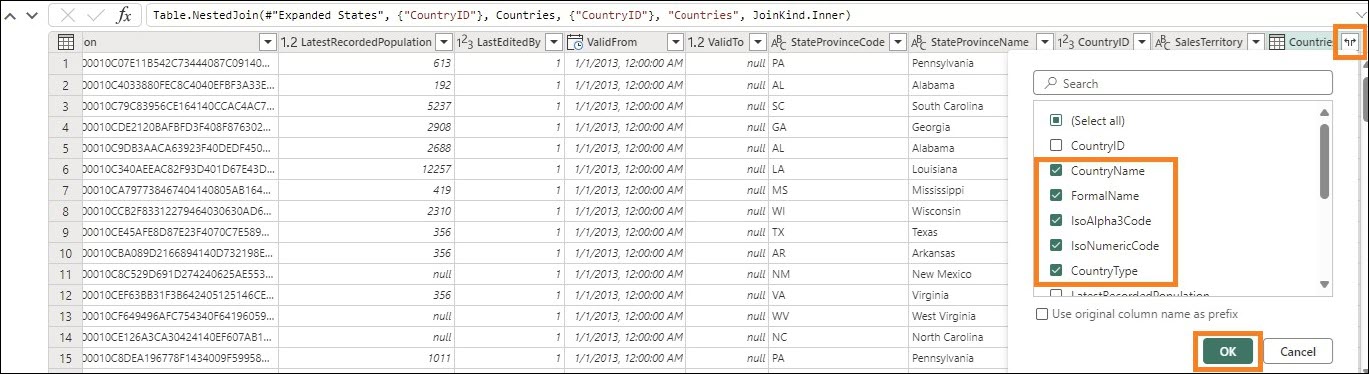 fx Table.NestedJoin(#"Expanded States", {"CountryID"}, Countries, {"CountryID"}, "Countries", JoinKind.Inner)
on 1.2 LatestRecordedPopulation 1²3 LastEditedBy ValidFrom 1.2 ValidTo ABC StateProvinceCode ABC StateProvinceName 1²3 CountryID ABC SalesTerritory Countries
1 00010C07E11B542C73444087C09140... 613 1 1/1/2013, 12:00:00 AM null PA Pennsylvania
2 00010C4033880FEC8C4040EFBF3A33E... 192 1 1/1/2013, 12:00:00 AM null AL Alabama
3 00010C79C83956CE164140CCAC4AC7... 5237 1 1/1/2013, 12:00:00 AM null SC South Carolina
4 00010CDE2120BAFBFD3F408F876302... 2908 1 1/1/2013, 12:00:00 AM null GA Georgia
5 00010C9DB3AACA63923F40DEDF450... 2688 1 1/1/2013, 12:00:00 AM null AL Alabama
6 00010C340AEEAC82F93D401D67E43D... 12257 1 1/1/2013, 12:00:00 AM null LA Louisiana
7 00010CA797738467404140805AB164... 419 1 1/1/2013, 12:00:00 AM null MS Mississippi
8 00010CCB2F83312279464030630AD6... 2310 1 1/1/2013, 12:00:00 AM null WI Wisconsin
9 00010CE45AFE8D87E23F4070C7E589... 356 1 1/1/2013, 12:00:00 AM null TX Texas
10 00010CBA089D2166894140D732198E... 356 1 1/1/2013, 12:00:00 AM null AR Arkansas
11 00010C8C529D691D274240625AE553... null 1 1/1/2013, 12:00:00 AM null NM New Mexico
12 00010CEF63BB31F3B642405125146CE... 356 1 1/1/2013, 12:00:00 AM null VA Virginia
13 00010CF649496AFC754340F64196059... null 1 1/1/2013, 12:00:00 AM null WV West Virginia
14 00010CE126A3CA30424140EF607AB1... null 1 1/1/2013, 12:00:00 AM null NC North Carolina
15 00010C8DEA196778F1434009F59958... 1011 1 1/1/2013, 12:00:00 AM null PA Pennsylvania
Search
(Select all)
CountryID
CountryName
FormalName
IsoAlpha3Code
IsoNumericCode
CountryType
LatestRecordedPopulation
Use original column name as prefix
OK Cancel